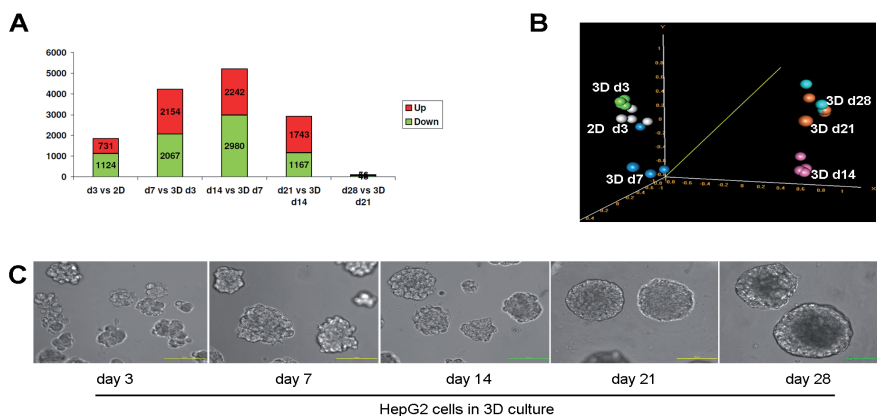 A
6000
5000
4000
3000
2000
1000
0
731
1124
2154
2067
2242
2980
1743
1167
d3 vs 2D
d7 vs 3D d3
d14 vs 3D d7
d21 vs 3D d14
d28 vs 3D d21
Up
Down
B
3D d3
2D d3
3D d7
3D d28
3D d21
3D d14
C
day 3
day 7
day 14
day 21
day 28
HepG2 cells in 3D culture